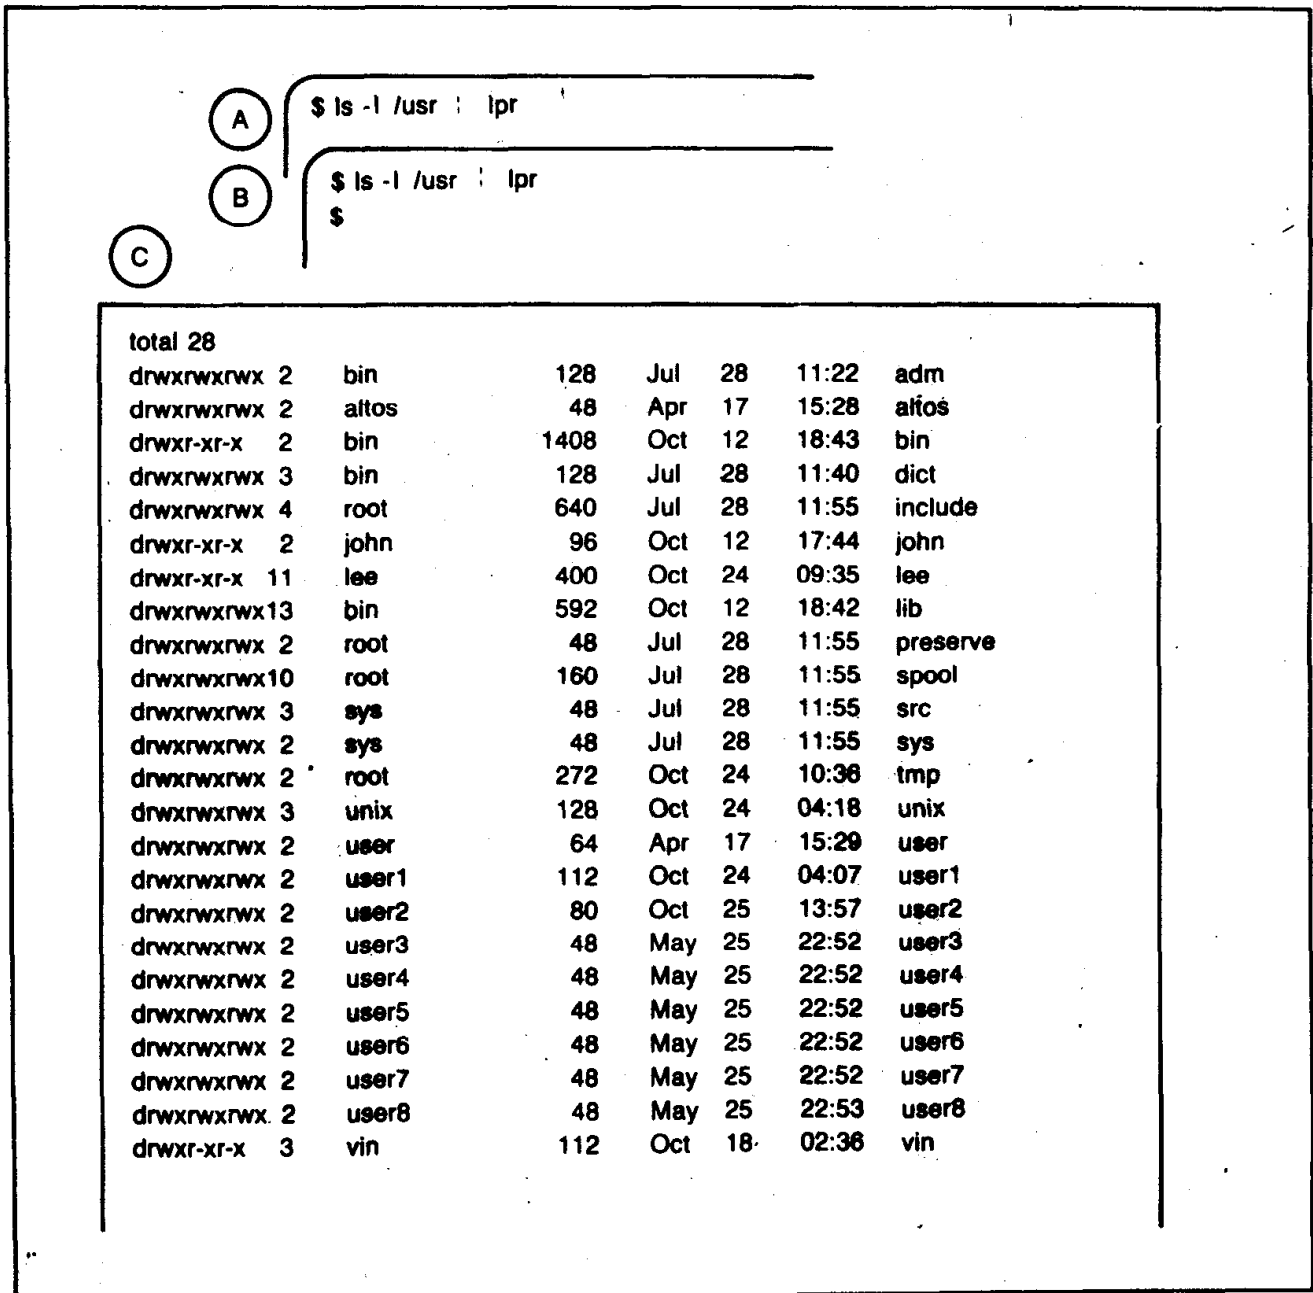 A
$ ls -l /usr ¦ lpr
B
$ ls -l /usr ¦ lpr
$
C
total 28
drwxrwxrwx 2 bin 128 Jul 28 11:22 adm
drwxrwxrwx 2 altos 48 Apr 17 15:28 altos
drwxr-xr-x 2 bin 1408 Oct 12 18:43 bin
drwxrwxrwx 3 bin 128 Jul 28 11:40 dict
drwxrwxrwx 4 root 640 Jul 28 11:55 include
drwxr-xr-x 2 john 96 Oct 12 17:44 john
drwxr-xr-x 11 lee 400 Oct 24 09:35 lee
drwxrwxrwx13 bin 592 Oct 12 18:42 lib
drwxrwxrwx 2 root 48 Jul 28 11:55 preserve
drwxrwxrwx10 root 160 Jul 28 11:55 spool
drwxrwxrwx 3 sys 48 Jul 28 11:55 src
drwxrwxrwx 2 sys 48 Jul 28 11:55 sys
drwxrwxrwx 2 root 272 Oct 24 10:36 tmp
drwxrwxrwx 3 unix 128 Oct 24 04:18 unix
drwxrwxrwx 2 user 64 Apr 17 15:29 user
drwxrwxrwx 2 user1 112 Oct 24 04:07 user1
drwxrwxrwx 2 user2 80 Oct 25 13:57 user2
drwxrwxrwx 2 user3 48 May 25 22:52 user3
drwxrwxrwx 2 user4 48 May 25 22:52 user4
drwxrwxrwx 2 user5 48 May 25 22:52 user5
drwxrwxrwx 2 user6 48 May 25 22:52 user6
drwxrwxrwx 2 user7 48 May 25 22:52 user7
drwxrwxrwx 2 user8 48 May 25 22:53 user8
drwxr-xr-x 3 vin 112 Oct 18 02:36 vin